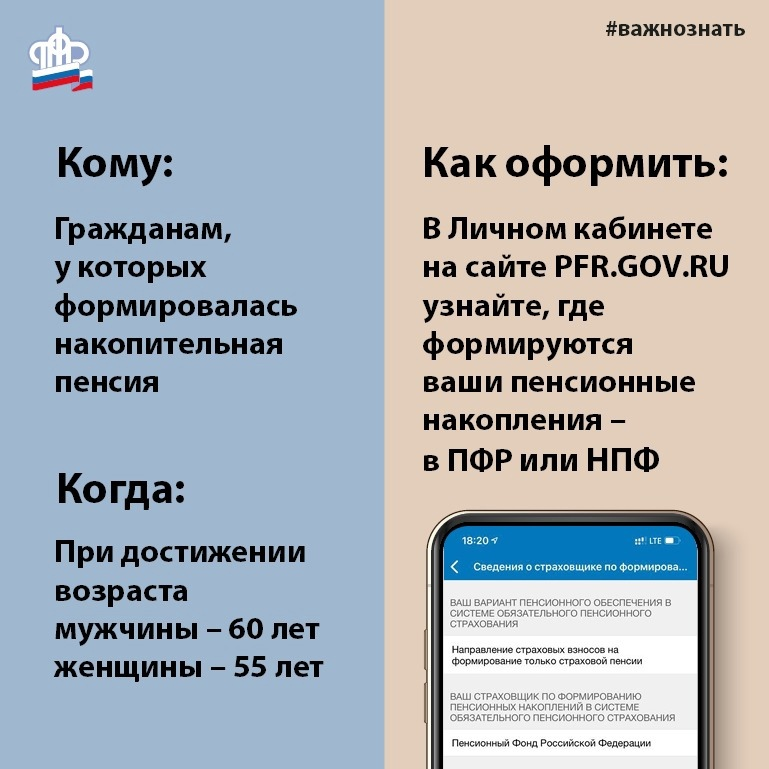 #важнознать
Кому:
Гражданам,
у которых
формировалась
накопительная
пенсия
Когда:
При достижении
возраста
мужчины – 60 лет
женщины – 55 лет
Как оформить:
В Личном кабинете
на сайте PFR.GOV.RU
узнайте, где
формируются
ваши пенсионные
накопления –
в ПФР или НПФ
18:20
LTE
Сведения о страховщике по формирова...
ВАШ ВАРИАНТ ПЕНСИОННОГО ОБЕСПЕЧЕНИЯ В
СИСТЕМЕ ОБЯЗАТЕЛЬНОГО ПЕНСИОННОГО
СТРАХОВАНИЯ
Направление страховых взносов на
формирование только страховой пенсии
ВАШ СТРАХОВЩИК ПО ФОРМИРОВАНИЮ
ПЕНСИОННЫХ НАКОПЛЕНИЙ В СИСТЕМЕ
ОБЯЗАТЕЛЬНОГО ПЕНСИОННОГО СТРАХОВАНИЯ
Пенсионный Фонд Российской Федерации